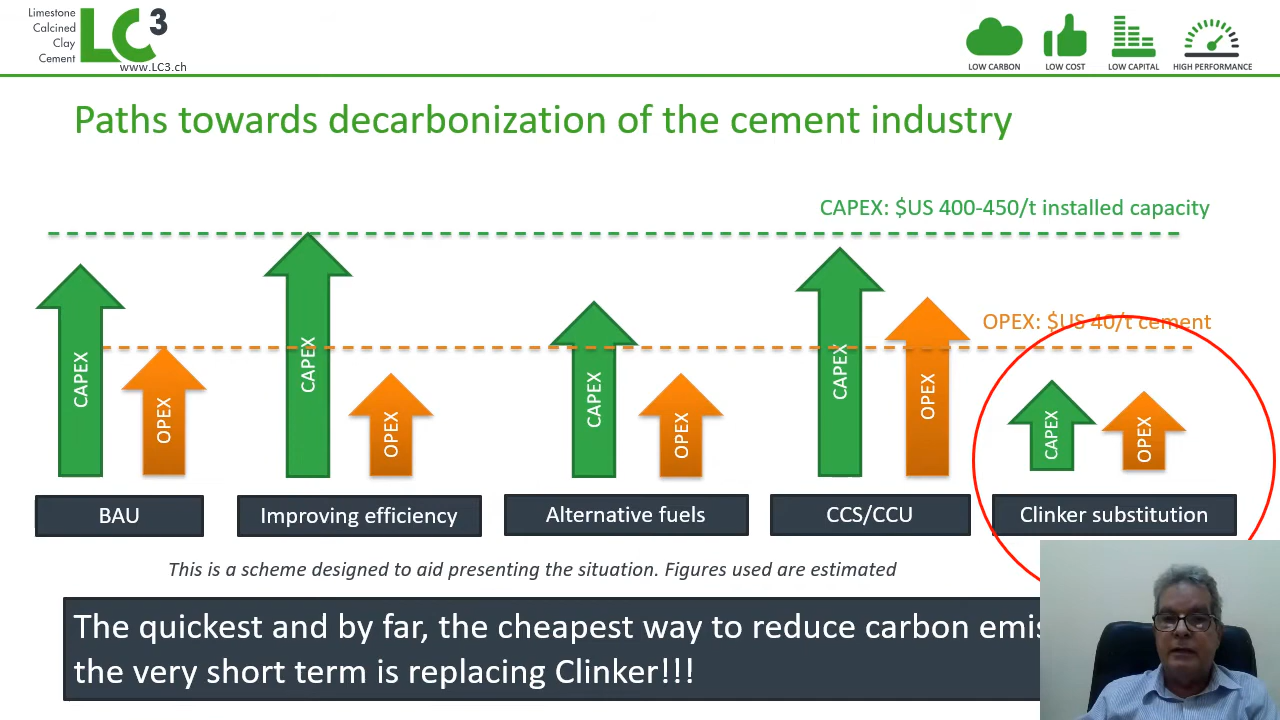 Limestone
Calcined
Clay
Cement
LC3
www.LC3.ch
LOW CARBON
LOW COST
LOW CAPITAL
HIGH PERFORMANCE
Paths towards decarbonization of the cement industry
CAPEX: $US 400-450/t installed capacity
OPEX: $US 40/t cement
CAPEX
OPEX
CAPEX
OPEX
CAPEX
OPEX
CAPEX
OPEX
CAPEX
OPEX
BAU
Improving efficiency
Alternative fuels
CCS/CCU
Clinker substitution
This is a scheme designed to aid presenting the situation. Figures used are estimated
The quickest and by far, the cheapest way to reduce carbon
the very short term is replacing Clinker!!!